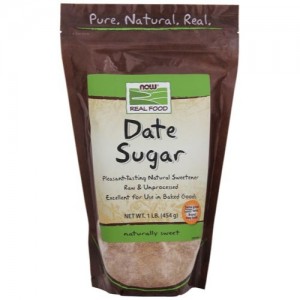 Pure. Natural. Real.
now
REAL FOOD
Date
Sugar
Pleasant-Tasting Natural Sweetener
Raw & Unprocessed
Excellent for Use in Baked Goods
NET WT. 1 LB. (454 g)
naturally sweet